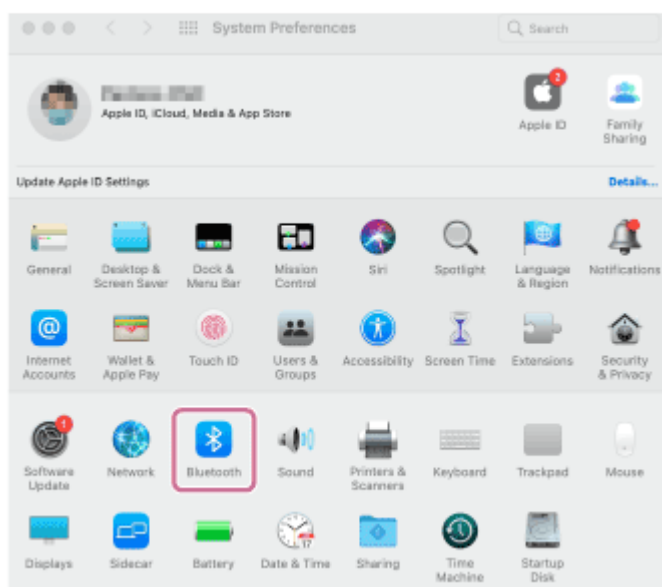 System Preferences
Search
Apple ID, iCloud, Media & App Store
2
Apple ID
Family
Sharing
Update Apple ID Settings
Details...
General
Desktop &
Screen Saver
Dock &
Menu Bar
Mission
Control
Siri
Spotlight
Language
& Region
Notifications
Internet
Accounts
Wallet &
Apple Pay
Touch ID
Users &
Groups
Accessibility
Screen Time
Extensions
Security
& Privacy
1
Software
Update
Network
Bluetooth
Sound
Printers &
Scanners
Keyboard
Trackpad
Mouse
Displays
Sidecar
Battery
17
Date & Time
Sharing
Time
Machine
Startup
Disk